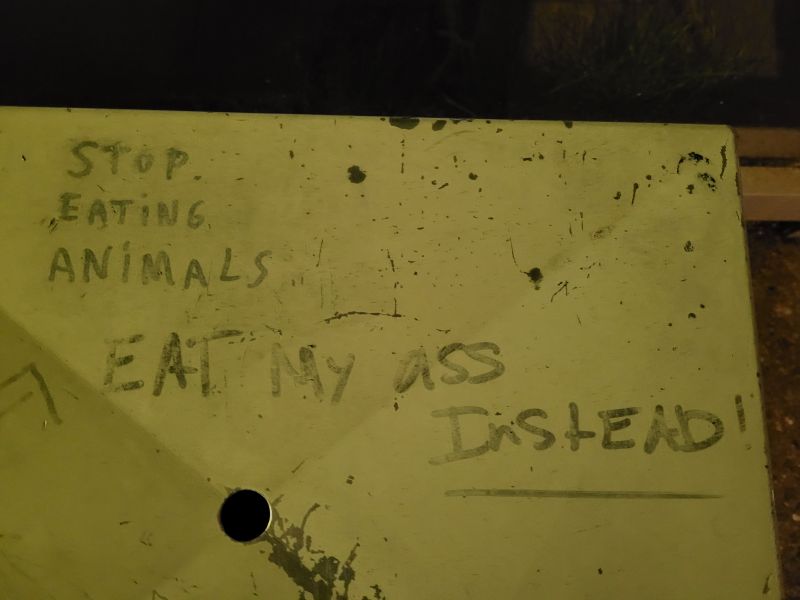 STOP.
EATiNG
ANiMALS
EAT My ASS
InStEAD!